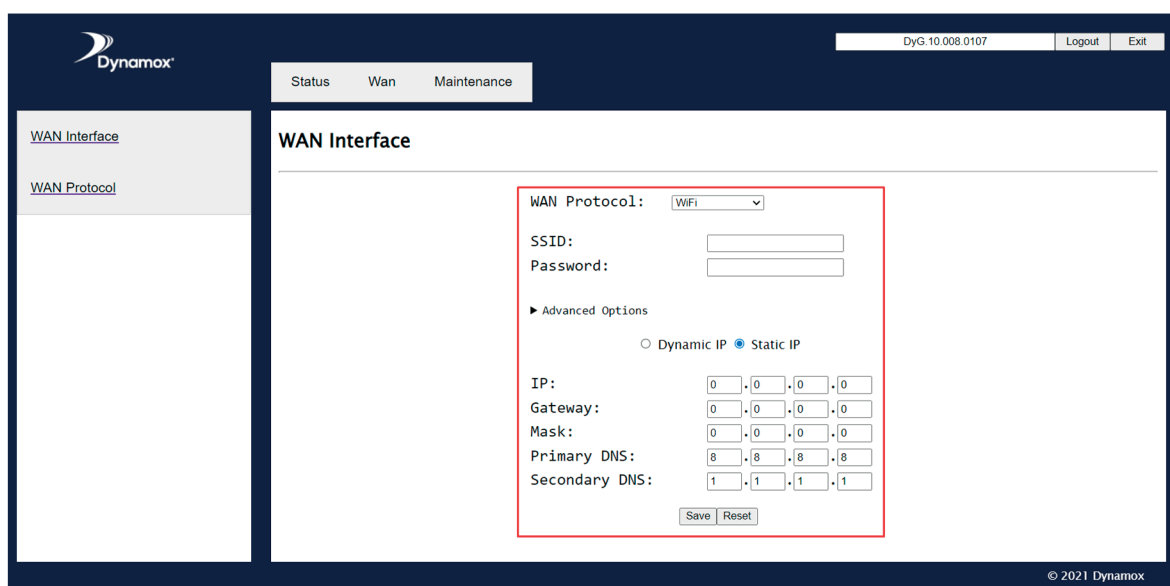 Dynamox
DyG.10.008.0107 Logout Exit
Status Wan Maintenance
WAN Interface
WAN Protocol
WAN Interface
WAN Protocol: WiFi
SSID:
Password:
▶ Advanced Options
Dynamic IP Static IP
IP: 0 . 0 . 0 . 0
Gateway: 0 . 0 . 0 . 0
Mask: 0 . 0 . 0 . 0
Primary DNS: 8 . 8 . 8 . 8
Secondary DNS: 1 . 1 . 1 . 1
Save Reset
© 2021 Dynamox